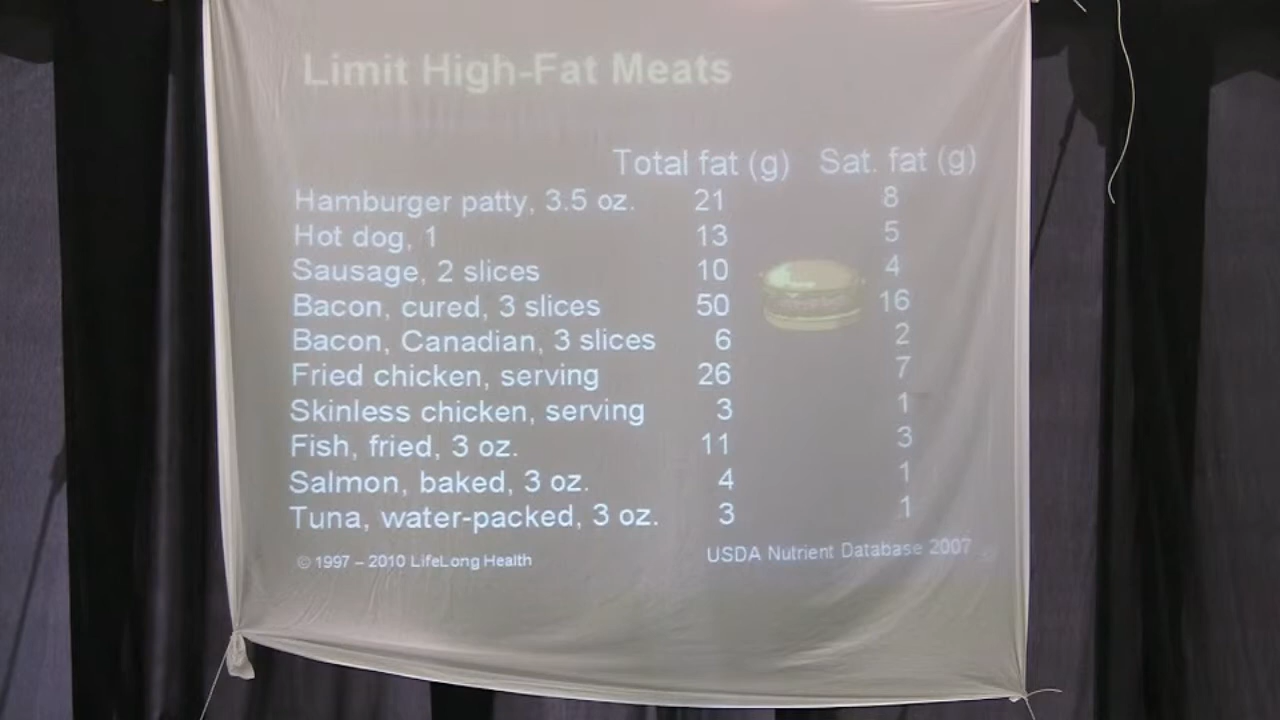 Limit High-Fat Meats
Total fat (g) Sat. fat (g)
Hamburger patty, 3.5 oz. 21 8
Hot dog, 1 13 5
Sausage, 2 slices 10 4
Bacon, cured, 3 slices 50 16
Bacon, Canadian, 3 slices 6 2
Fried chicken, serving 26 7
Skinless chicken, serving 3 1
Fish, fried, 3 oz. 11 3
Salmon, baked, 3 oz. 4 1
Tuna, water-packed, 3 oz. 3 1
© 1997 – 2010 LifeLong Health USDA Nutrient Database 2007